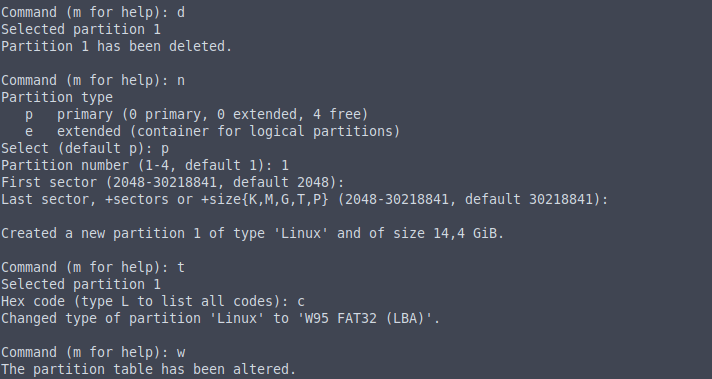 Command (m for help): d
Selected partition 1
Partition 1 has been deleted.
Command (m for help): n
Partition type
p   primary (0 primary, 0 extended, 4 free)
e   extended (container for logical partitions)
Select (default p): p
Partition number (1-4, default 1): 1
First sector (2048-30218841, default 2048):
Last sector, +sectors or +size{K,M,G,T,P} (2048-30218841, default 30218841):
Created a new partition 1 of type 'Linux' and of size 14,4 GiB.
Command (m for help): t
Selected partition 1
Hex code (type L to list all codes): c
Changed type of partition 'Linux' to 'W95 FAT32 (LBA)'.
Command (m for help): w
The partition table has been altered.